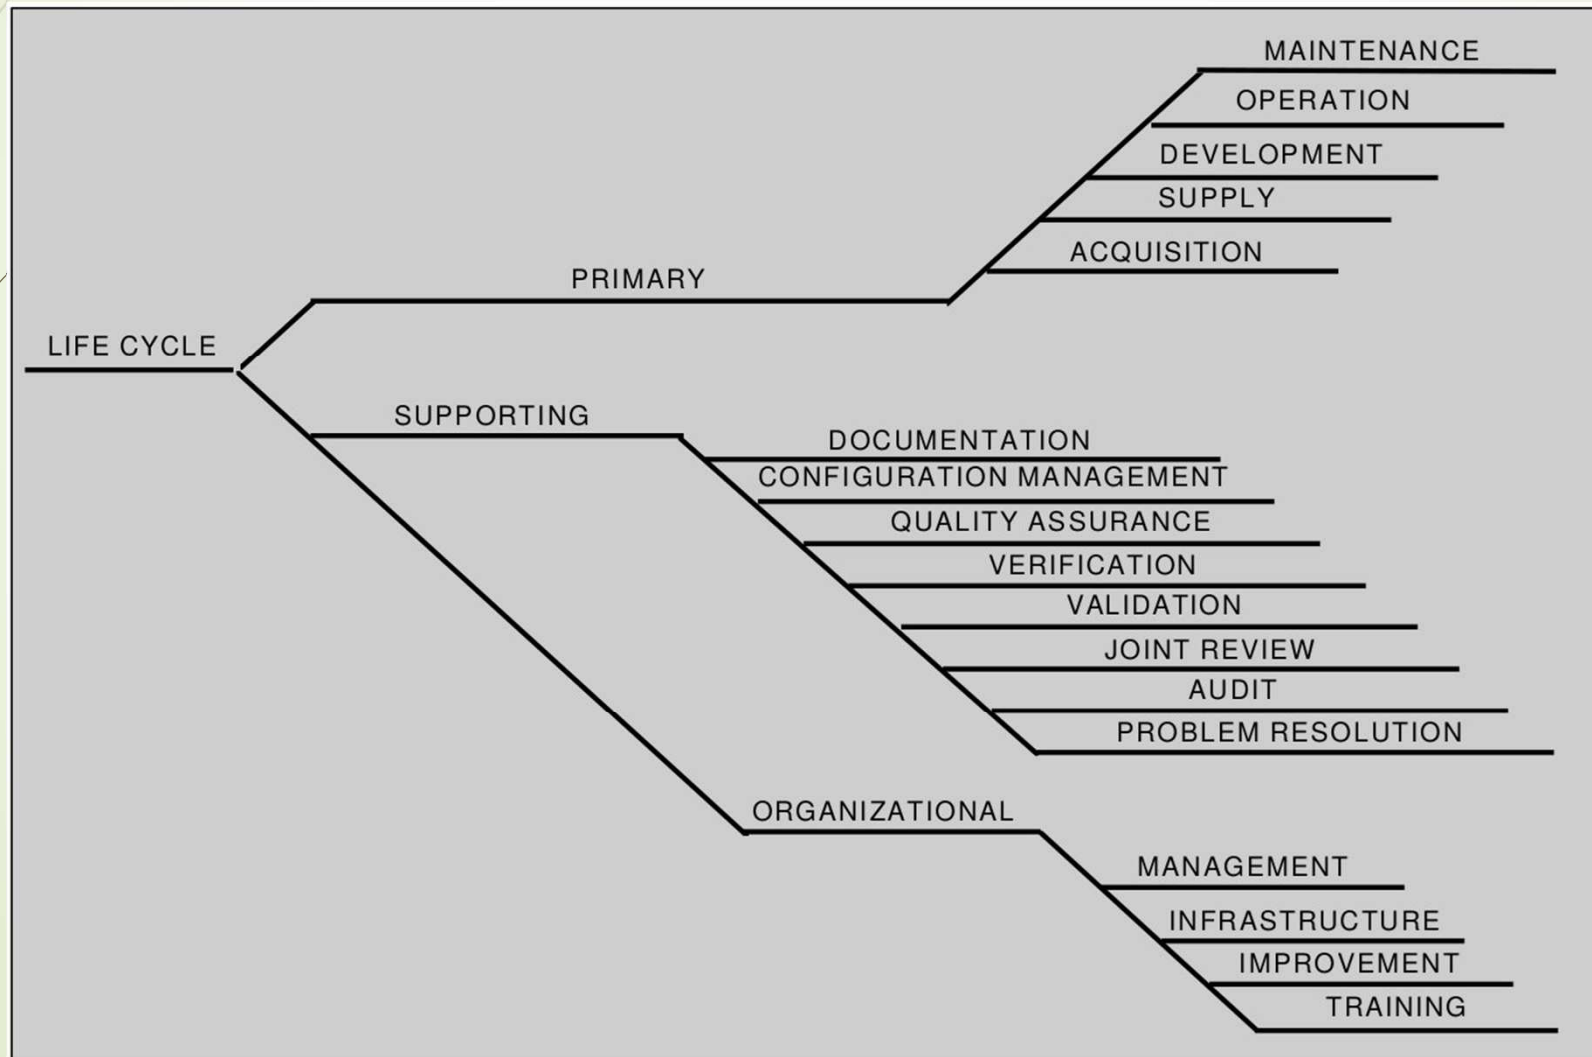 MAINTENANCE
OPERATION
DEVELOPMENT
SUPPLY
ACQUISITION
PRIMARY
LIFE CYCLE
SUPPORTING
DOCUMENTATION
CONFIGURATION MANAGEMENT
QUALITY ASSURANCE
VERIFICATION
VALIDATION
JOINT REVIEW
AUDIT
PROBLEM RESOLUTION
ORGANIZATIONAL
MANAGEMENT
INFRASTRUCTURE
IMPROVEMENT
TRAINING